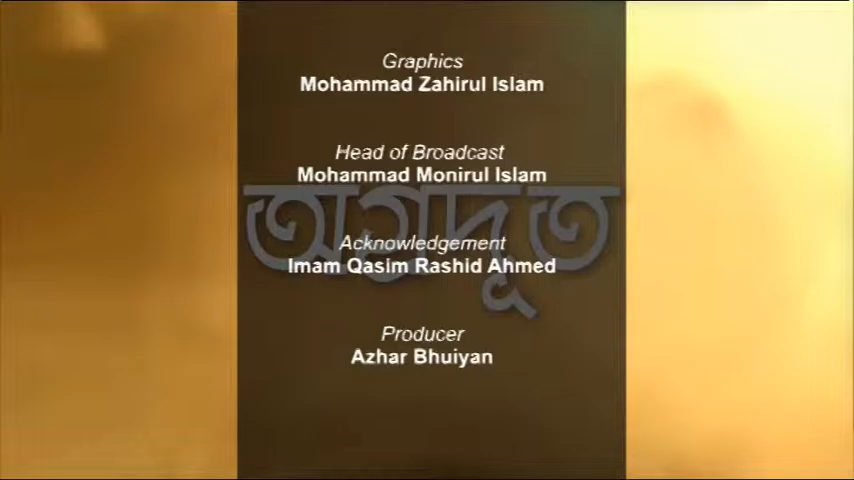 Graphics
Mohammad Zahirul Islam
Head of Broadcast
Mohammad Monirul Islam
অগ্রদূত
Acknowledgement
Imam Qasim Rashid Ahmed
Producer
Azhar Bhuiyan